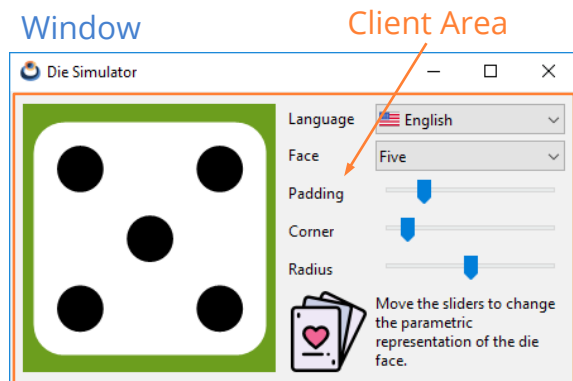 Window
Client Area
Die Simulator
Language
English
Face
Five
Padding
Corner
Radius
Move the sliders to change
the parametric
representation of the die
face.